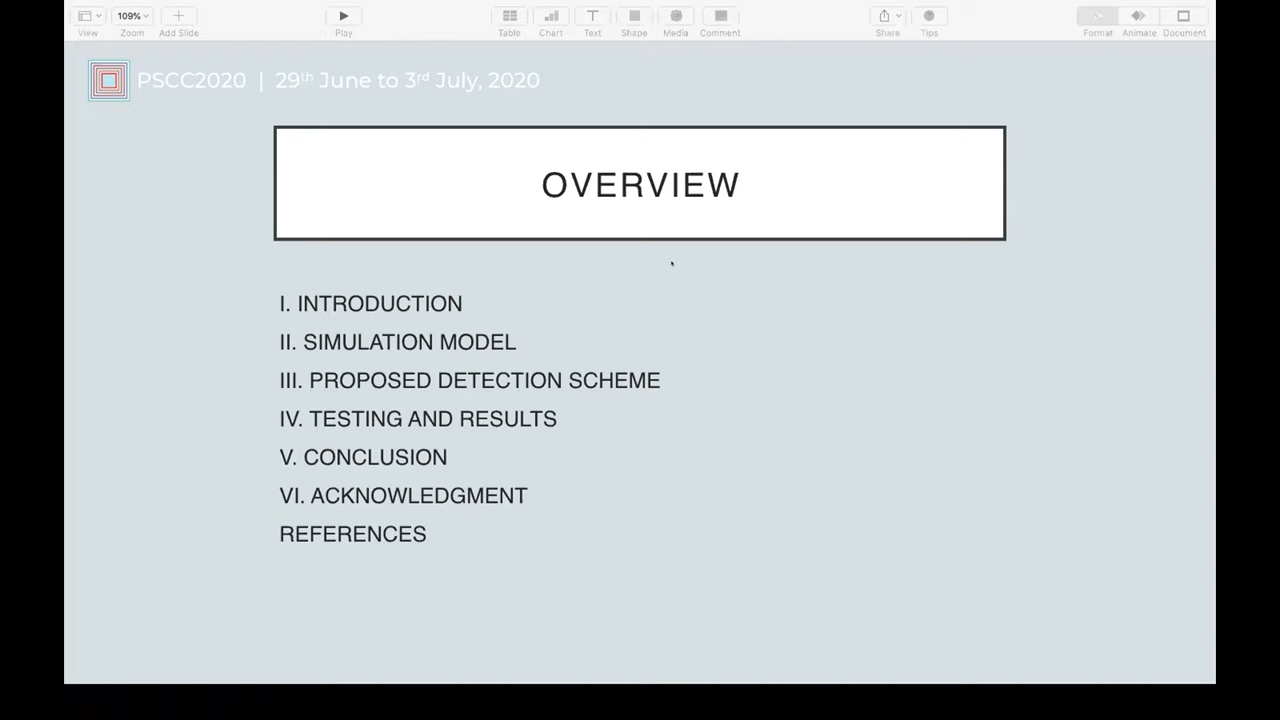 109%
View
Zoom
Add Slide
Play
Table
Chart
Text
Shape
Media
Comment
Share
Tips
Format
Animate
Document
PSCC2020 | 29th June to 3rd July, 2020
OVERVIEW
I. INTRODUCTION
II. SIMULATION MODEL
III. PROPOSED DETECTION SCHEME
IV. TESTING AND RESULTS
V. CONCLUSION
VI. ACKNOWLEDGMENT
REFERENCES